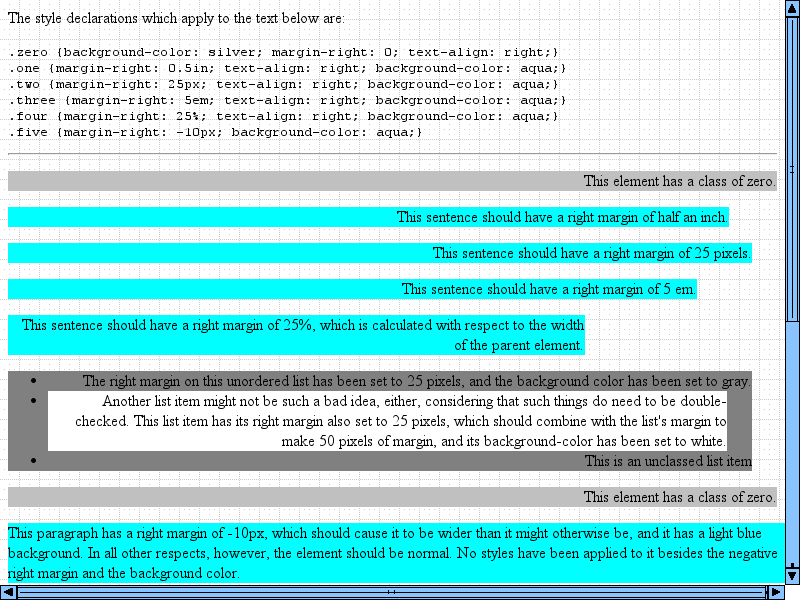 The style declarations which apply to the text below are:
.zero {background-color: silver; margin-right: 0; text-align: right;}
.one {margin-right: 0.5in; text-align: right; background-color: aqua;}
.two {margin-right: 25px; text-align: right; background-color: aqua;}
.three {margin-right: 5em; text-align: right; background-color: aqua;}
.four {margin-right: 25%; text-align: right; background-color: aqua;}
.five {margin-right: -10px; background-color: aqua;}
This element has a class of zero.
This sentence should have a right margin of half an inch.
This sentence should have a right margin of 25 pixels.
This sentence should have a right margin of 5 em.
This sentence should have a right margin of 25%, which is calculated with respect to the width
of the parent element.
The right margin on this unordered list has been set to 25 pixels, and the background color has been set to gray.
Another list item might not be such a bad idea, either, considering that such things do need to be double-
checked. This list item has its right margin also set to 25 pixels, which should combine with the list's margin to
make 50 pixels of margin, and its background-color has been set to white.
This is an unclassed list item
This element has a class of zero.
This paragraph has a right margin of -10px, which should cause it to be wider than it might otherwise be, and it has a light blue
background. In all other respects, however, the element should be normal. No styles have been applied to it besides the negative
right margin and the background color.